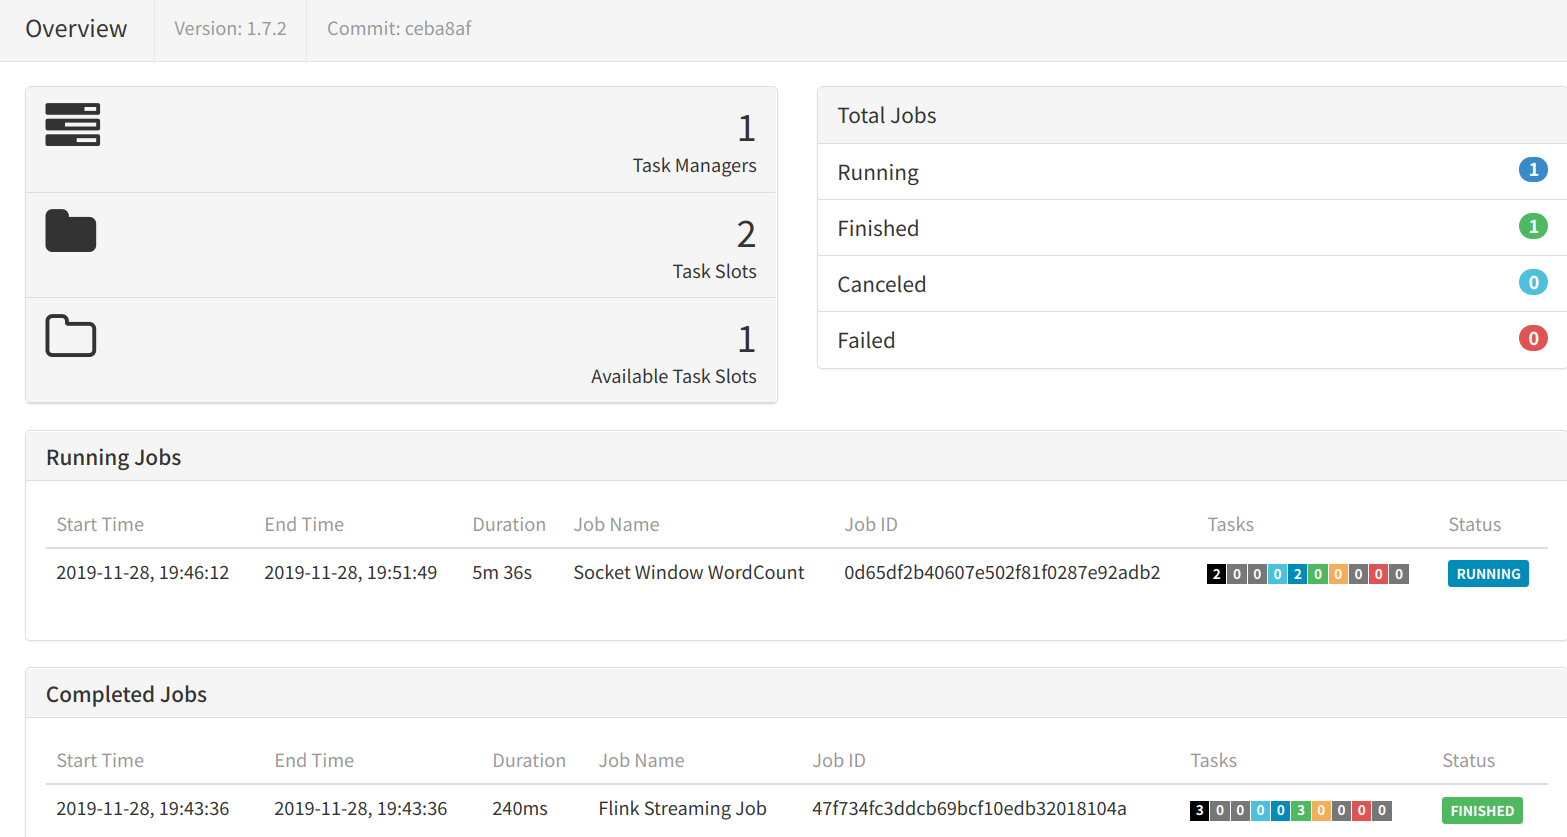 Overview Version: 1.7.2 Commit: ceba8af
1
Task Managers
2
Task Slots
1
Available Task Slots
Total Jobs
Running 1
Finished 1
Canceled 0
Failed 0
Running Jobs
Start Time End Time Duration Job Name Job ID Tasks Status
2019-11-28, 19:46:12 2019-11-28, 19:51:49 5m 36s Socket Window WordCount 0d65df2b40607e502f81f0287e92adb2 2 0 0 0 2 0 0 0 0 0 RUNNING
Completed Jobs
Start Time End Time Duration Job Name Job ID Tasks Status
2019-11-28, 19:43:36 2019-11-28, 19:43:36 240ms Flink Streaming Job 47f734fc3ddcb69bcf10edb32018104a 3 0 0 0 0 3 0 0 0 0 FINISHED